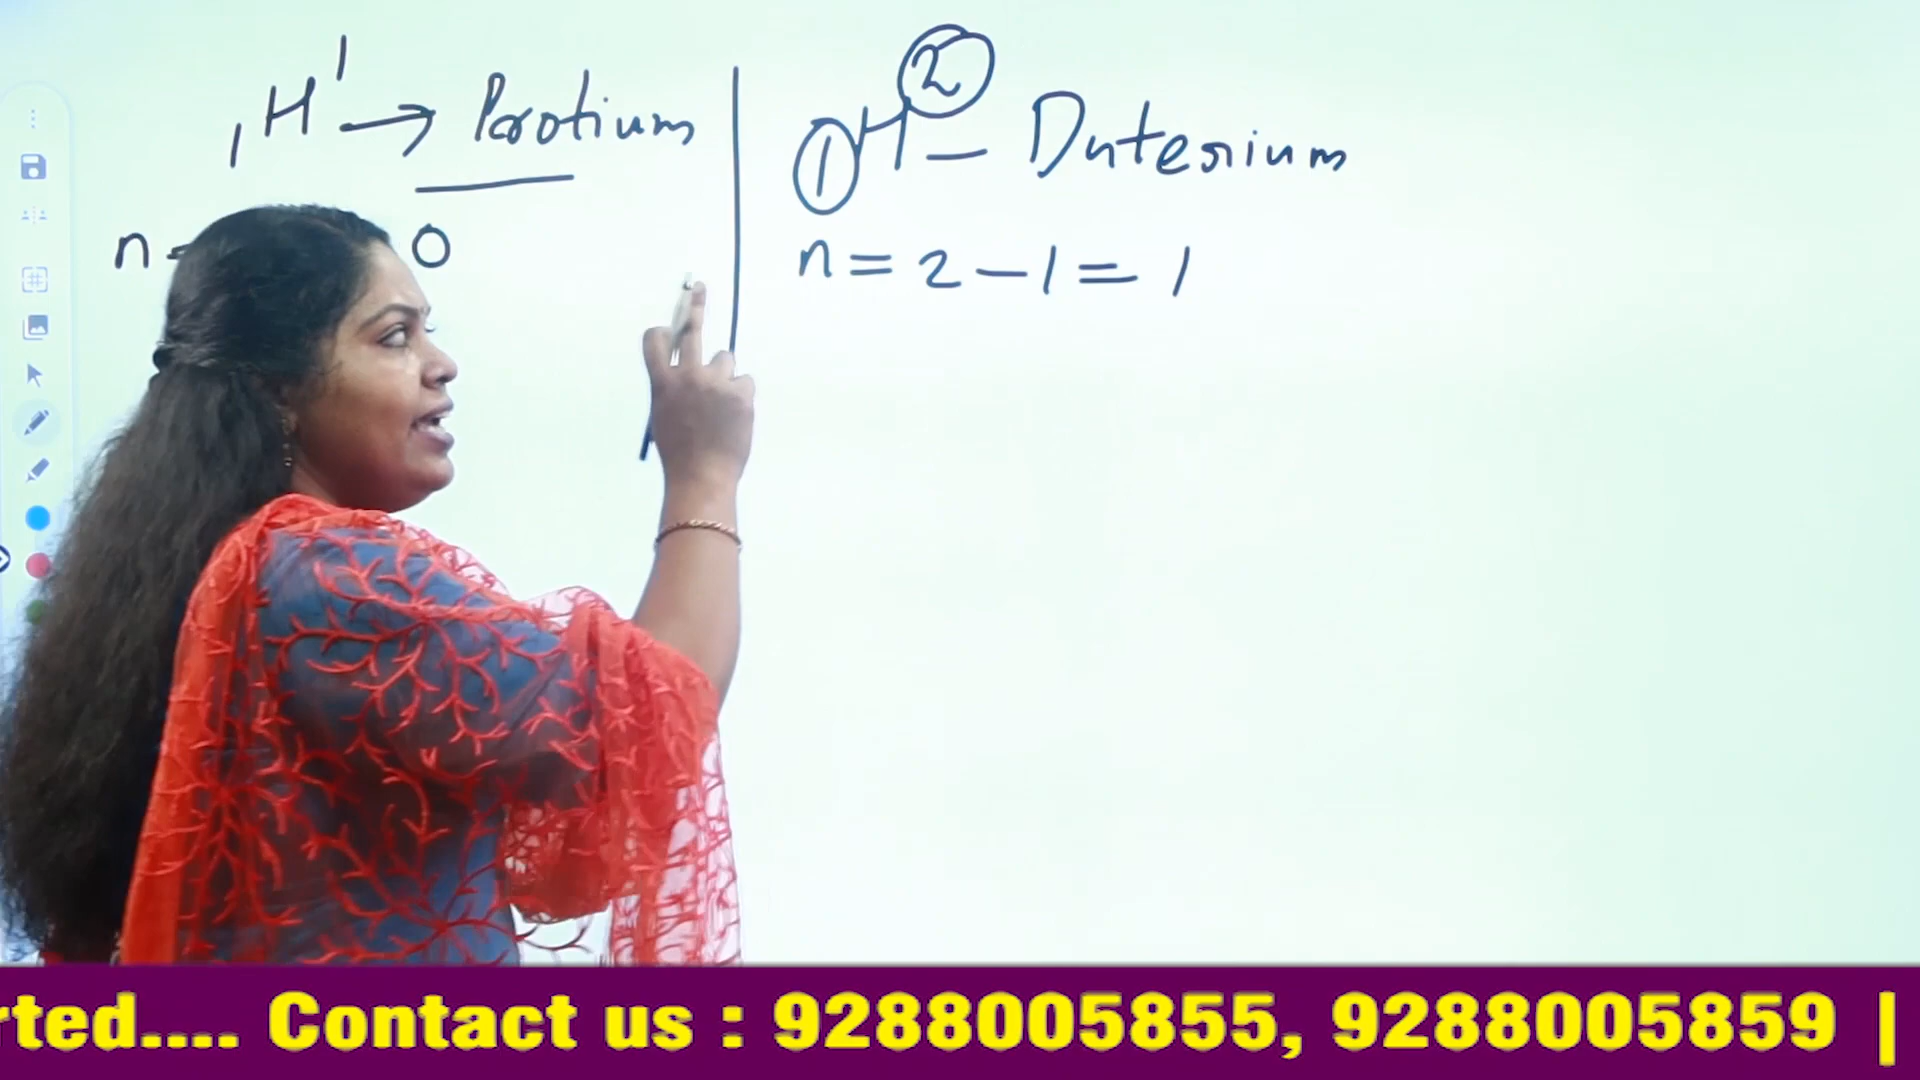 ₁H¹ → Protium
n - 0
₁H² – Duterium
n = 2 – 1 = 1
rted.... Contact us : 9288005855, 9288005859 |